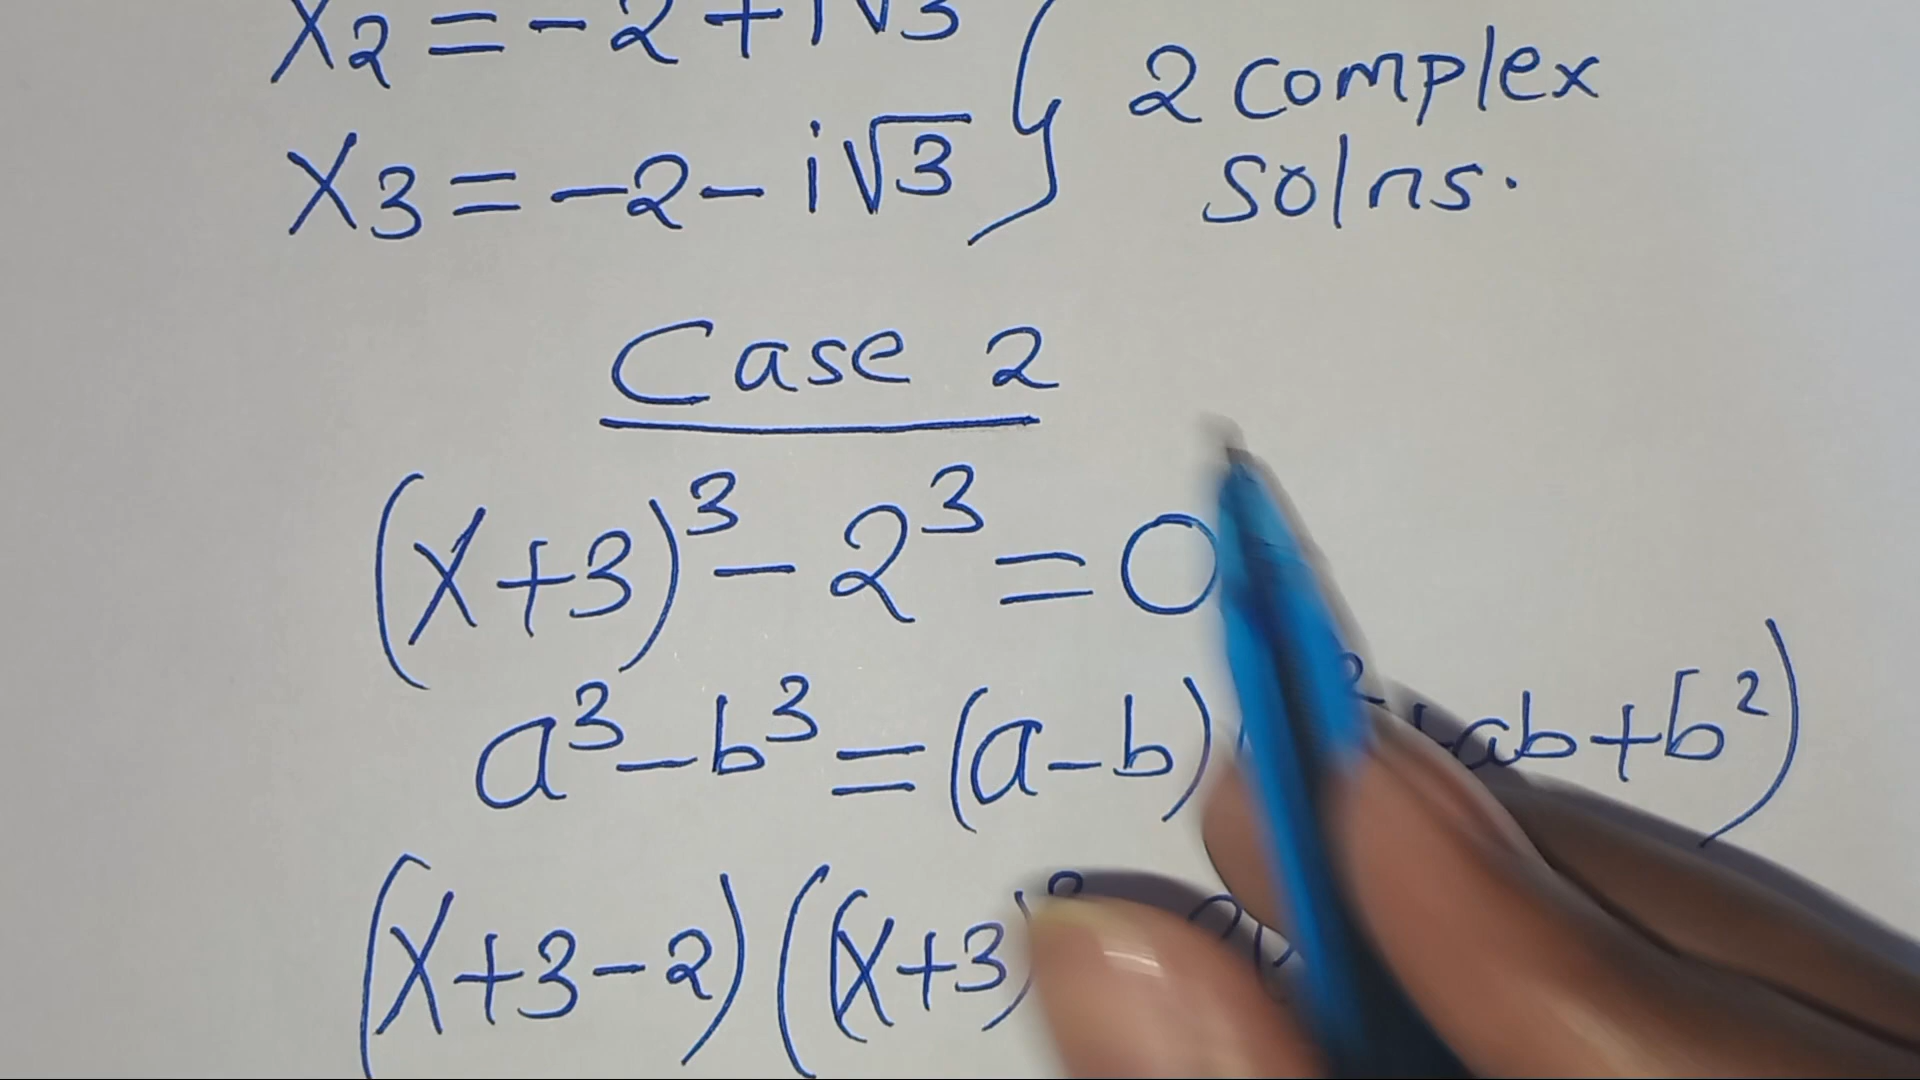 x₂ = -2 + i√3
x₃ = -2 - i√3
2 complex
solns.
Case 2
(x+3)³ - 2³ = 0
a³ - b³ = (a-b) ab + b²)
(x+3-2)((x+3)